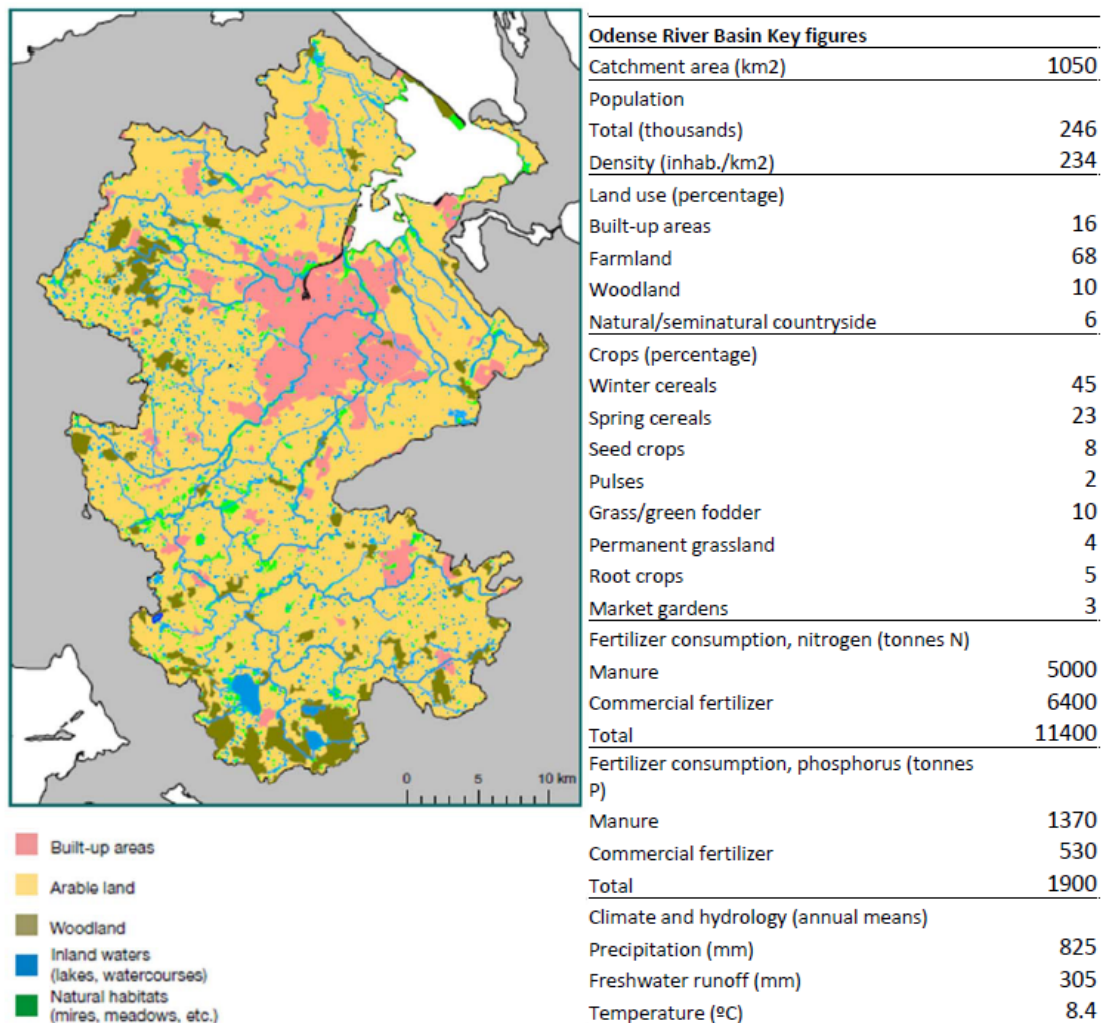 0 5 10 km
Built-up areas
Arable land
Woodland
Inland waters
(lakes, watercourses)
Natural habitats
(mires, meadows, etc.)
Odense River Basin Key figures
Catchment area (km2) 1050
Population
Total (thousands) 246
Density (inhab./km2) 234
Land use (percentage)
Built-up areas 16
Farmland 68
Woodland 10
Natural/seminatural countryside 6
Crops (percentage)
Winter cereals 45
Spring cereals 23
Seed crops 8
Pulses 2
Grass/green fodder 10
Permanent grassland 4
Root crops 5
Market gardens 3
Fertilizer consumption, nitrogen (tonnes N)
Manure 5000
Commercial fertilizer 6400
Total 11400
Fertilizer consumption, phosphorus (tonnes
P)
Manure 1370
Commercial fertilizer 530
Total 1900
Climate and hydrology (annual means)
Precipitation (mm) 825
Freshwater runoff (mm) 305
Temperature (ºC) 8.4